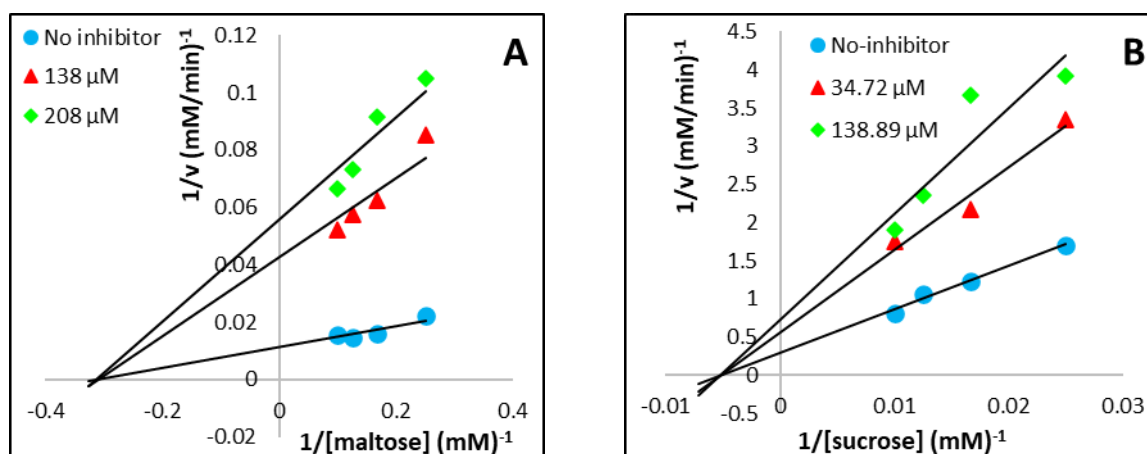 No inhibitor
138 µM
208 µM
A
1/v (mM/min)-1
0.12
0.1
0.08
0.06
0.04
0.02
0
-0.02
-0.4
-0.2
0
0.2
0.4
1/[maltose] (mM)-1
No-inhibitor
34.72 µM
138.89 µM
B
1/v (mM/min)-1
4.5
4
3.5
3
2.5
2
1.5
1
0.5
0
-0.5
-0.01
0
0.01
0.02
0.03
1/[sucrose] (mM)-1